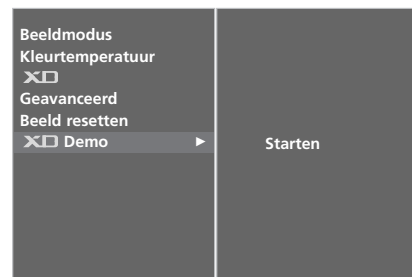 Beeldmodus
Kleurtemperatuur
XD
Geavanceerd
Beeld resetten
XD Demo ►
Starten